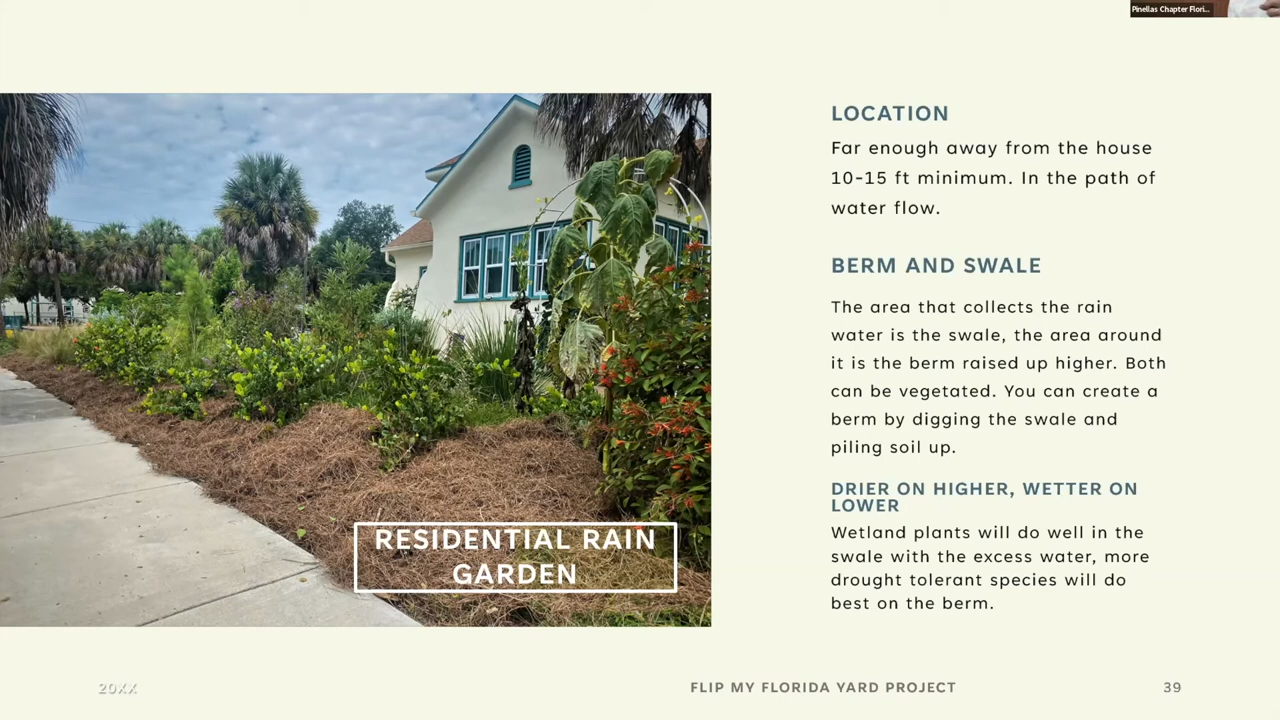 Pinellas Chapter Flori...
LOCATION
Far enough away from the house
10-15 ft minimum. In the path of
water flow.
BERM AND SWALE
The area that collects the rain
water is the swale, the area around
it is the berm raised up higher. Both
can be vegetated. You can create a
berm by digging the swale and
piling soil up.
DRIER ON HIGHER, WETTER ON
LOWER
Wetland plants will do well in the
swale with the excess water, more
drought tolerant species will do
best on the berm.
RESIDENTIAL RAIN
GARDEN
20XX
FLIP MY FLORIDA YARD PROJECT
39